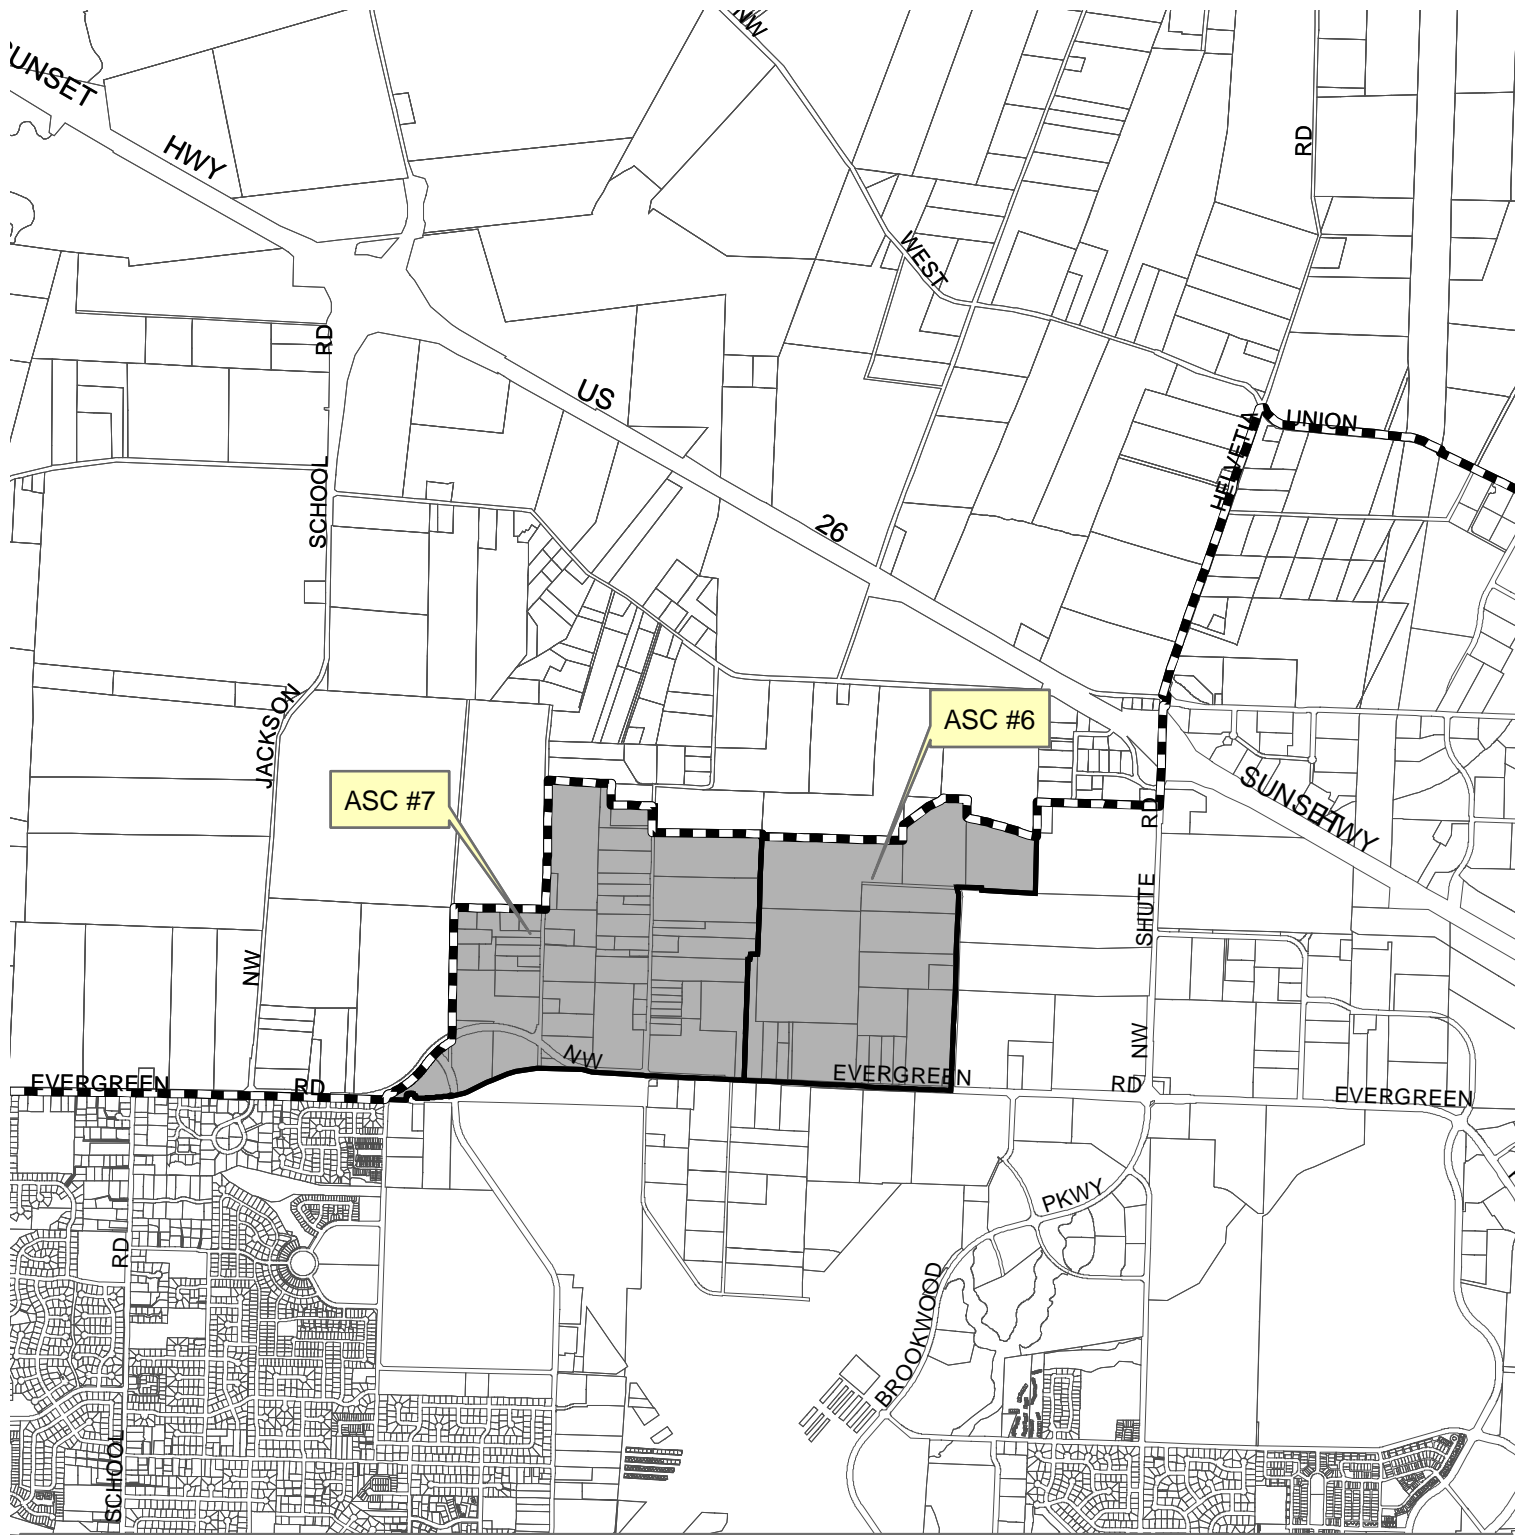 NW
SUNSET
HWY
RD
WEST
RD
US
UNION
HELVETIA
SCHOOL
26
JACKSON
ASC #6
ASC #7
SUNSET
HWY
RD
SHUTE
NW
NW
NW
EVERGREEN
RD
EVERGREEN
RD
EVERGREEN
PKWY
RD
BROOKWOOD
SCHOOL